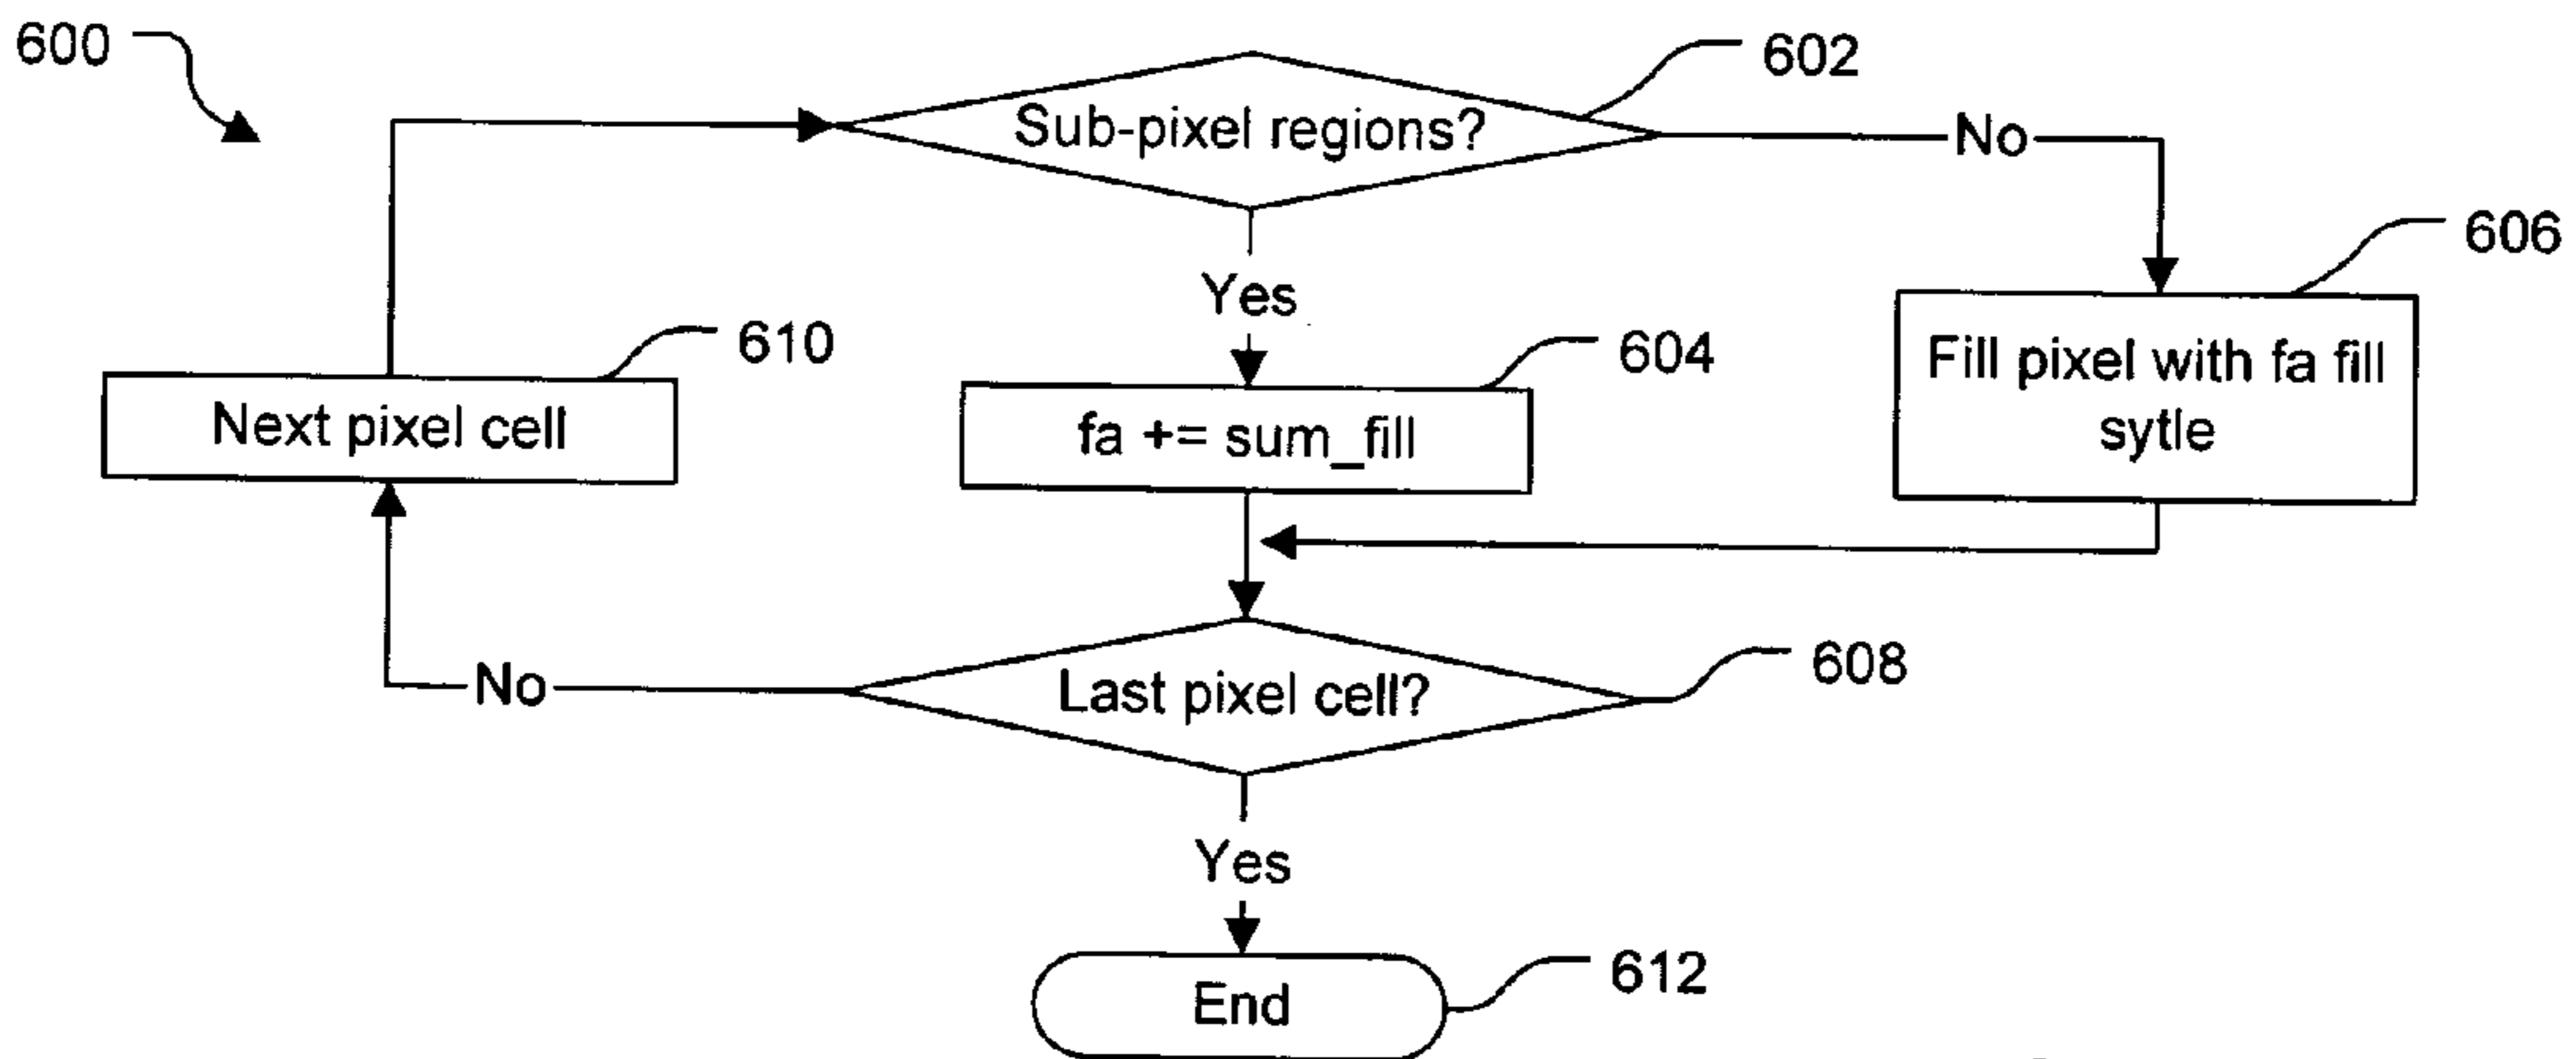 600
602
Sub-pixel regions?
No
606
Yes
610
604
Fill pixel with fa fill
sytle
Next pixel cell
fa += sum_fill
608
No
Last pixel cell?
Yes
612
End